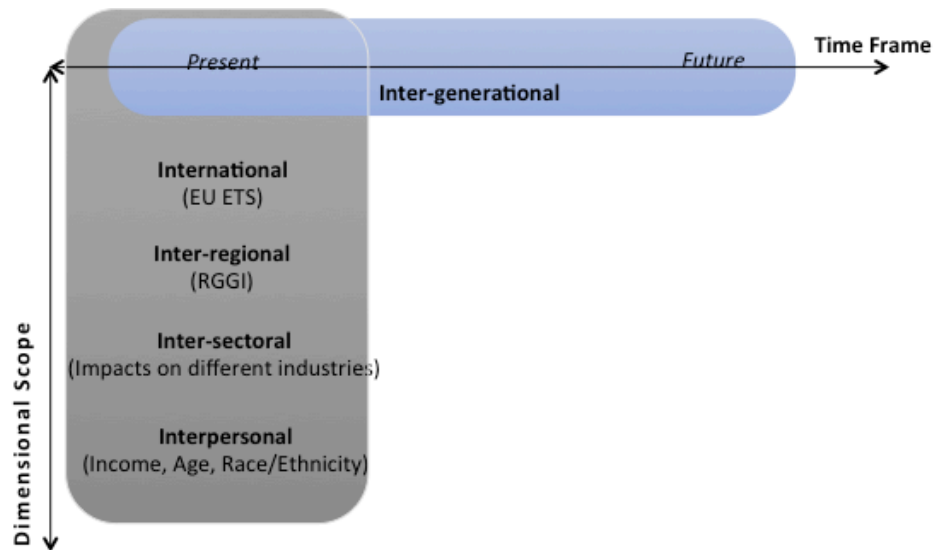 Time Frame
Present
Future
Inter-generational
International
(EU ETS)
Inter-regional
(RGGI)
Inter-sectoral
(Impacts on different industries)
Interpersonal
(Income, Age, Race/Ethnicity)
Dimensional Scope